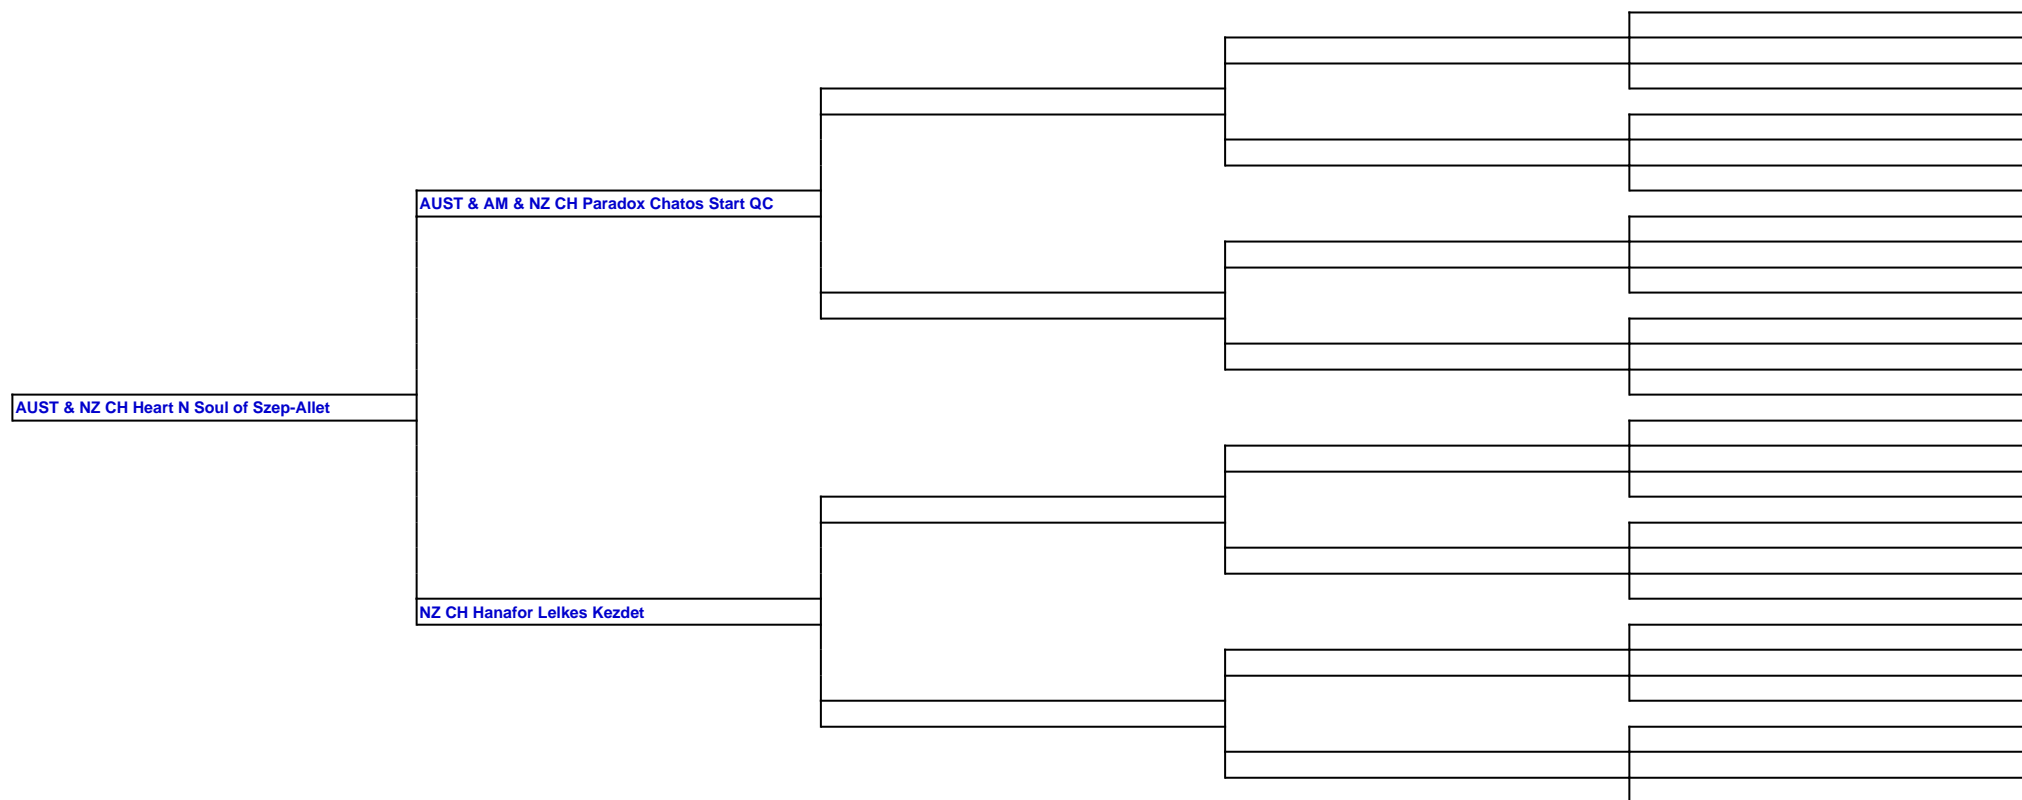 AUST & AM & NZ CH Paradox Chatos Start QC
AUST & NZ CH Heart N Soul of Szep-Allet
NZ CH Hanafor Lelkes Kezdet